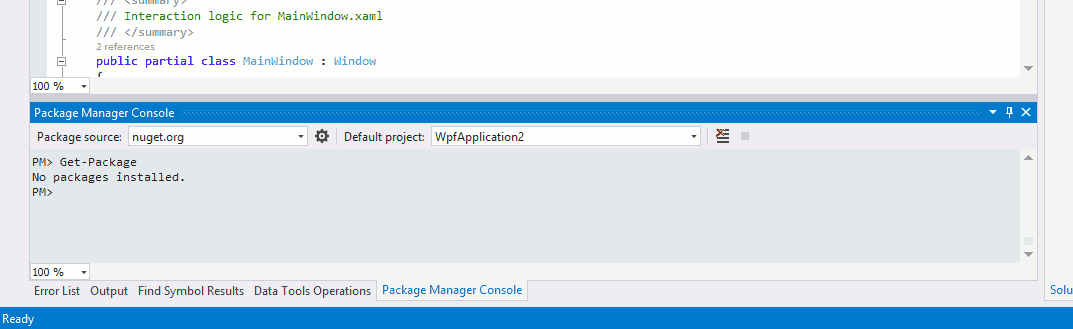 /// <summary>
/// Interaction logic for MainWindow.xaml
/// </summary>
2 references
public partial class MainWindow : Window
{
100 %
Package Manager Console
Package source: nuget.org Default project: WpfApplication2
PM> Get-Package
No packages installed.
PM>
100 %
Error List Output Find Symbol Results Data Tools Operations Package Manager Console Solu
Ready